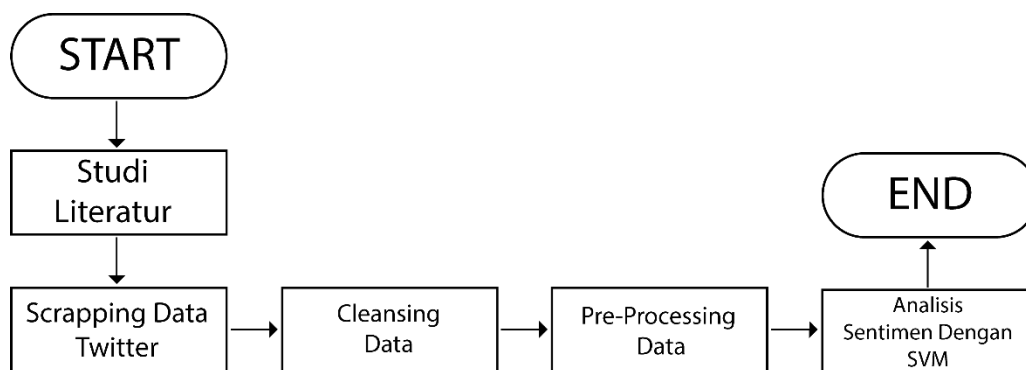 START
Studi
Literatur
Scrapping Data
Twitter
Cleansing
Data
Pre-Processing
Data
Analisis
Sentimen Dengan
SVM
END